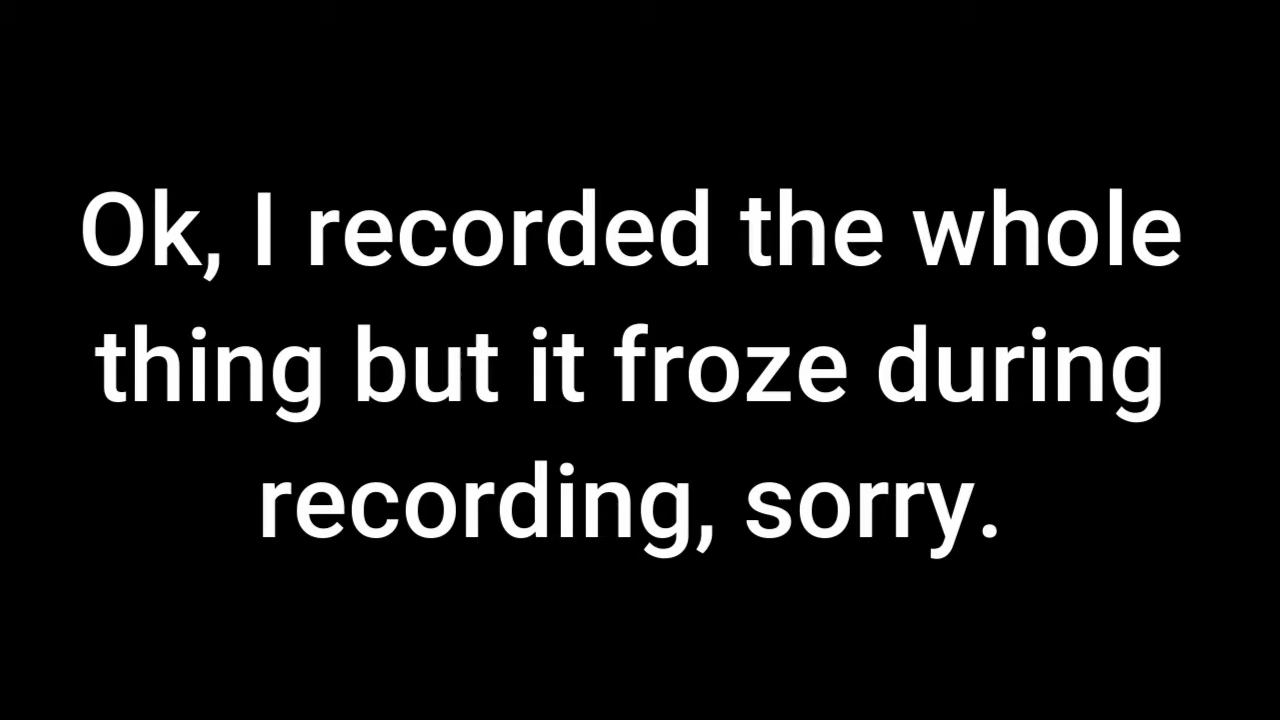 Ok, I recorded the whole
thing but it froze during
recording, sorry.